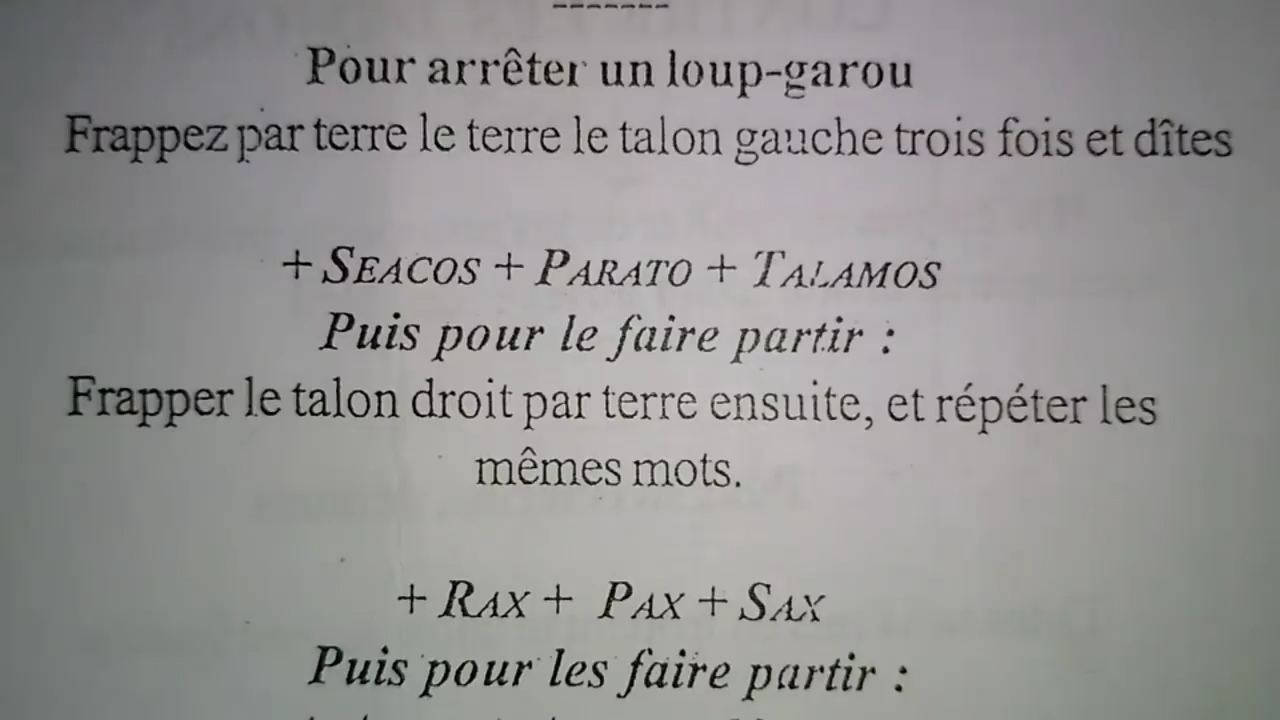 Pour arrêter un loup-garou
Frappez par terre le terre le talon gauche trois fois et dîtes
+ SEACOS + PARATO + TALAMOS
Puis pour le faire partir :
Frapper le talon droit par terre ensuite, et répéter les
mêmes mots.
+ RAX + PAX + SAX
Puis pour les faire partir :